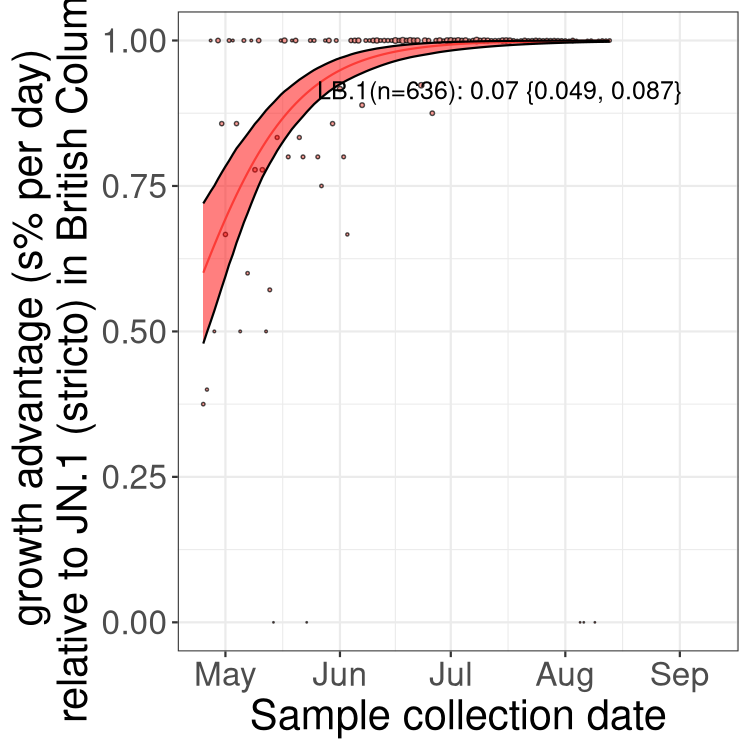 growth advantage (s% per day)
relative to JN.1 (stricto) in British Colum
1.00
0.75
0.50
0.25
0.00
LB.1(n=636): 0.07 {0.049, 0.087}
May Jun Jul Aug Sep
Sample collection date